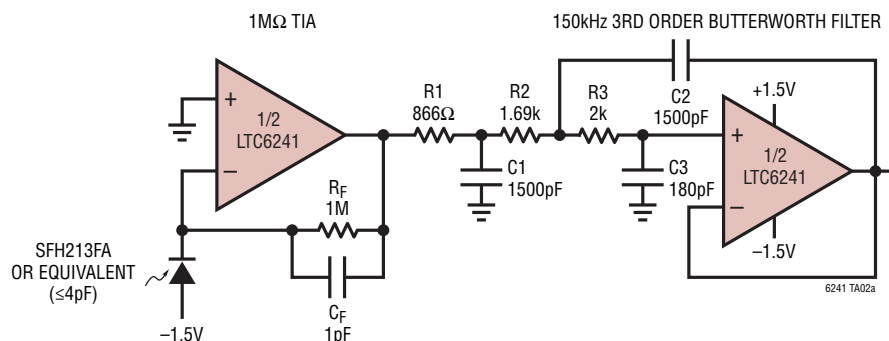 1MΩ TIA
150kHz 3RD ORDER BUTTERWORTH FILTER
+
1/2
LTC6241
–
R1
866Ω
R2
1.69k
R3
2k
C2
1500pF
+1.5V
+
1/2
LTC6241
–
–1.5V
C1
1500pF
C3
180pF
RF
1M
CF
1pF
SFH213FA
OR EQUIVALENT
(≤4pF)
–1.5V
6241 TA02a